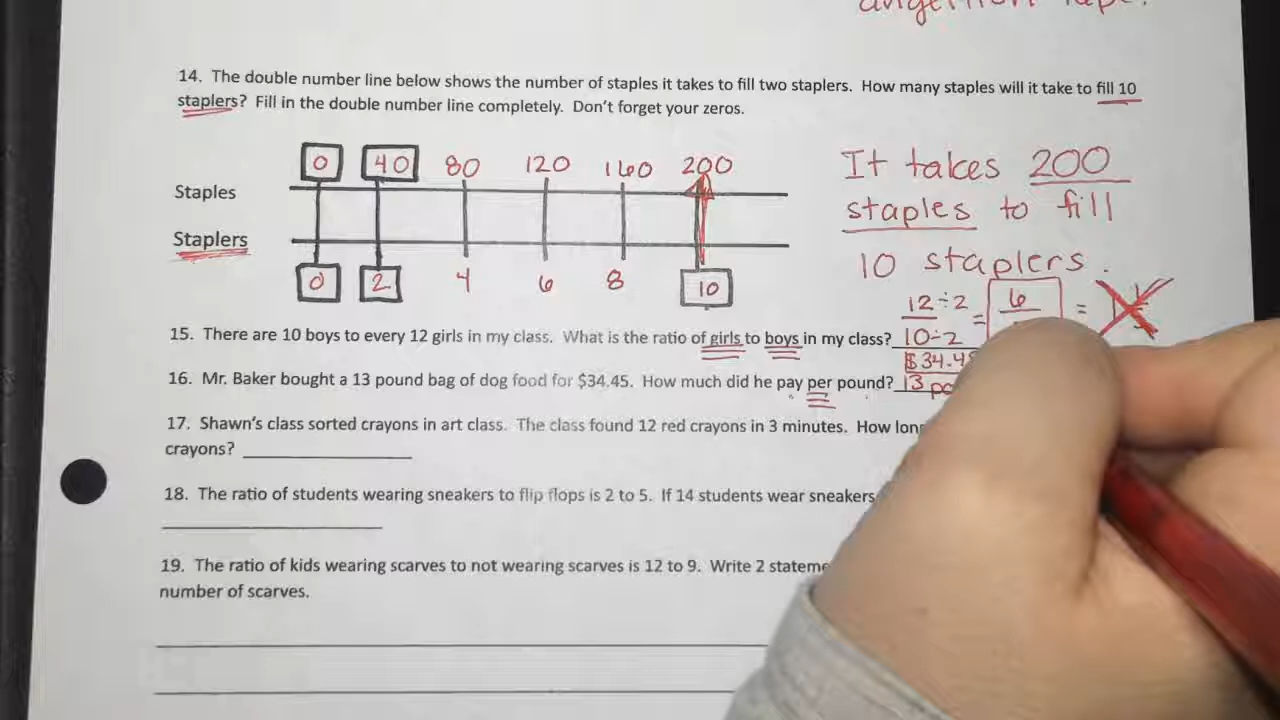 14. The double number line below shows the number of staples it takes to fill two staplers. How many staples will it take to fill 10
staplers? Fill in the double number line completely. Don't forget your zeros.
0 40 80 120 160 200
Staples
Staplers
0 2 4 6 8 10
It takes 200
staples to fill
10 staplers.
12÷2 = 6 =
15. There are 10 boys to every 12 girls in my class. What is the ratio of girls to boys in my class? 10÷2
$34.45
16. Mr. Baker bought a 13 pound bag of dog food for $34.45. How much did he pay per pound? 13
17. Shawn's class sorted crayons in art class. The class found 12 red crayons in 3 minutes. How
crayons?
18. The ratio of students wearing sneakers to flip flops is 2 to 5. If 14 students wear sneakers
19. The ratio of kids wearing scarves to not wearing scarves is 12 to 9. Write 2
number of scarves.